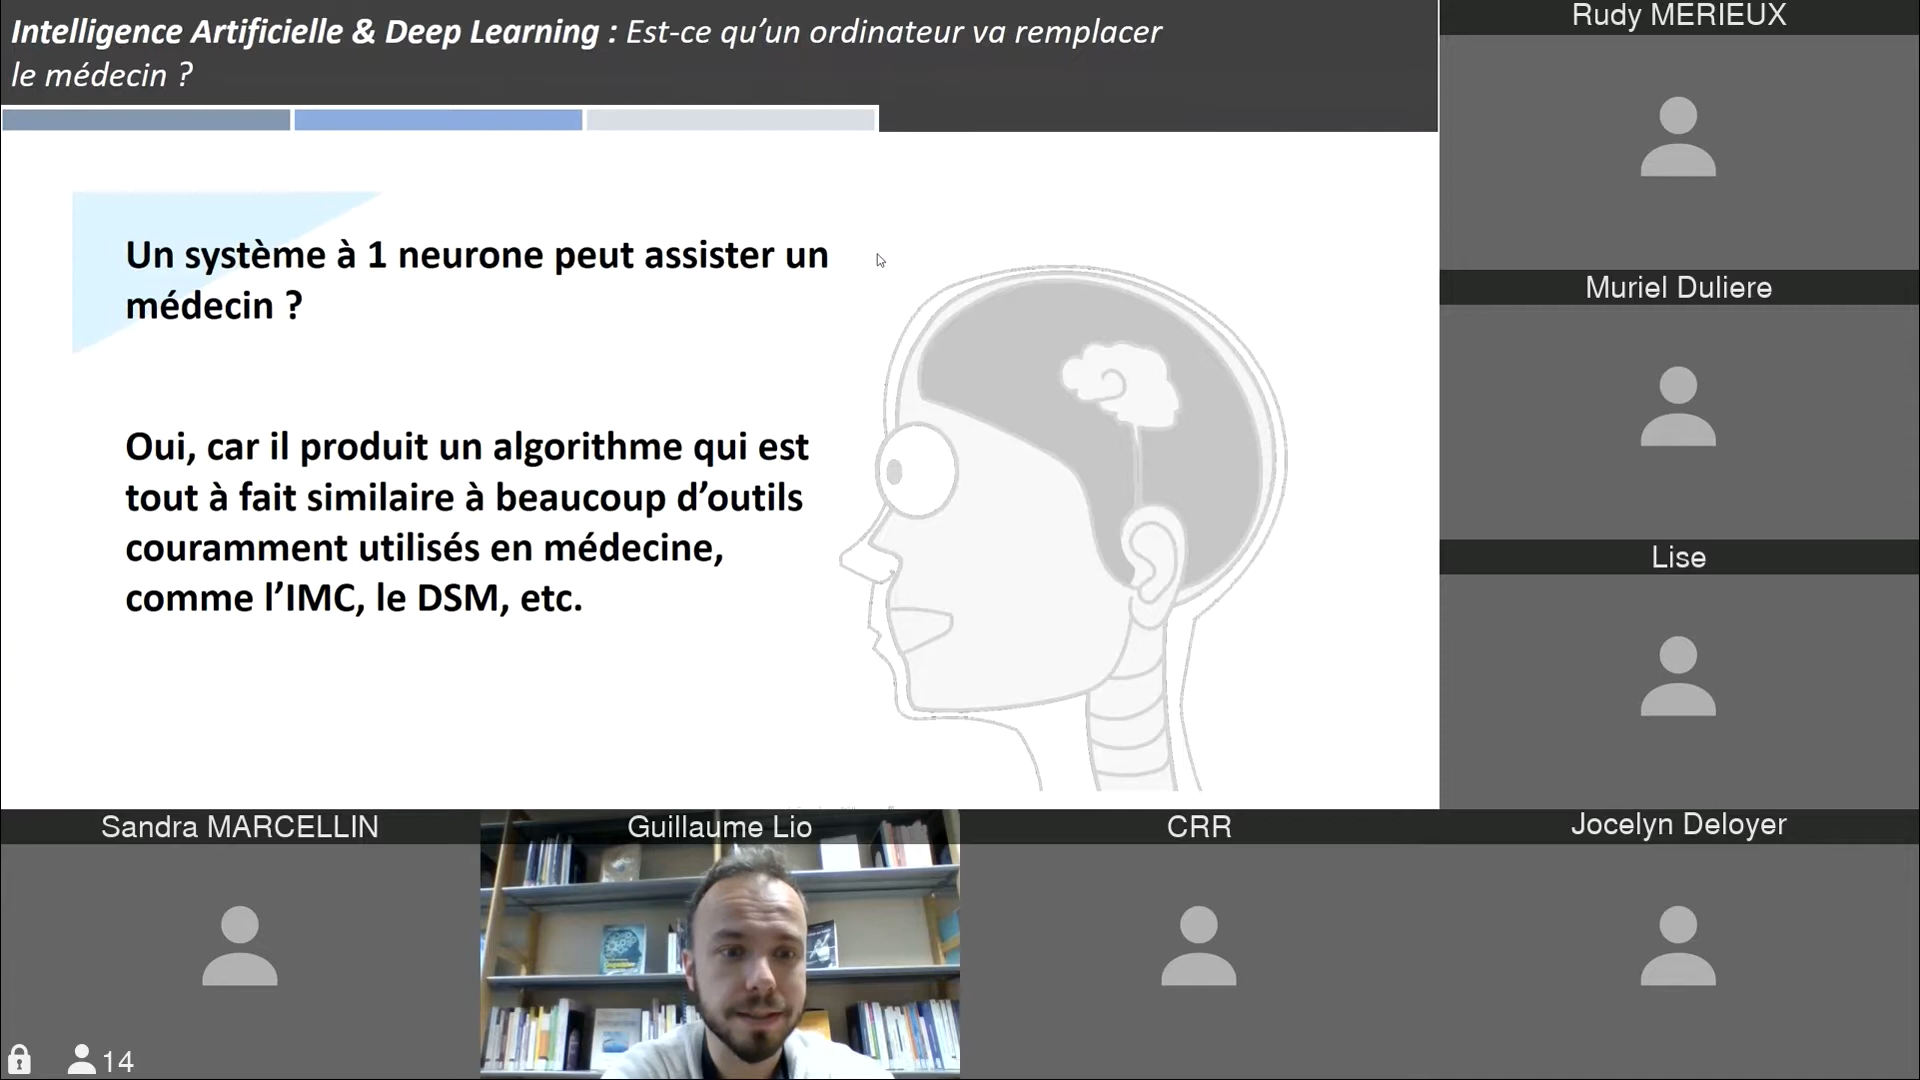 Intelligence Artificielle & Deep Learning : Est-ce qu’un ordinateur va remplacer
le médecin ?
Un système à 1 neurone peut assister un
médecin ?
Oui, car il produit un algorithme qui est
tout à fait similaire à beaucoup d’outils
couramment utilisés en médecine,
comme l’IMC, le DSM, etc.
Rudy MERIEUX
Muriel Duliere
Lise
Sandra MARCELLIN
Guillaume Lio
CRR
Jocelyn Deloyer
14